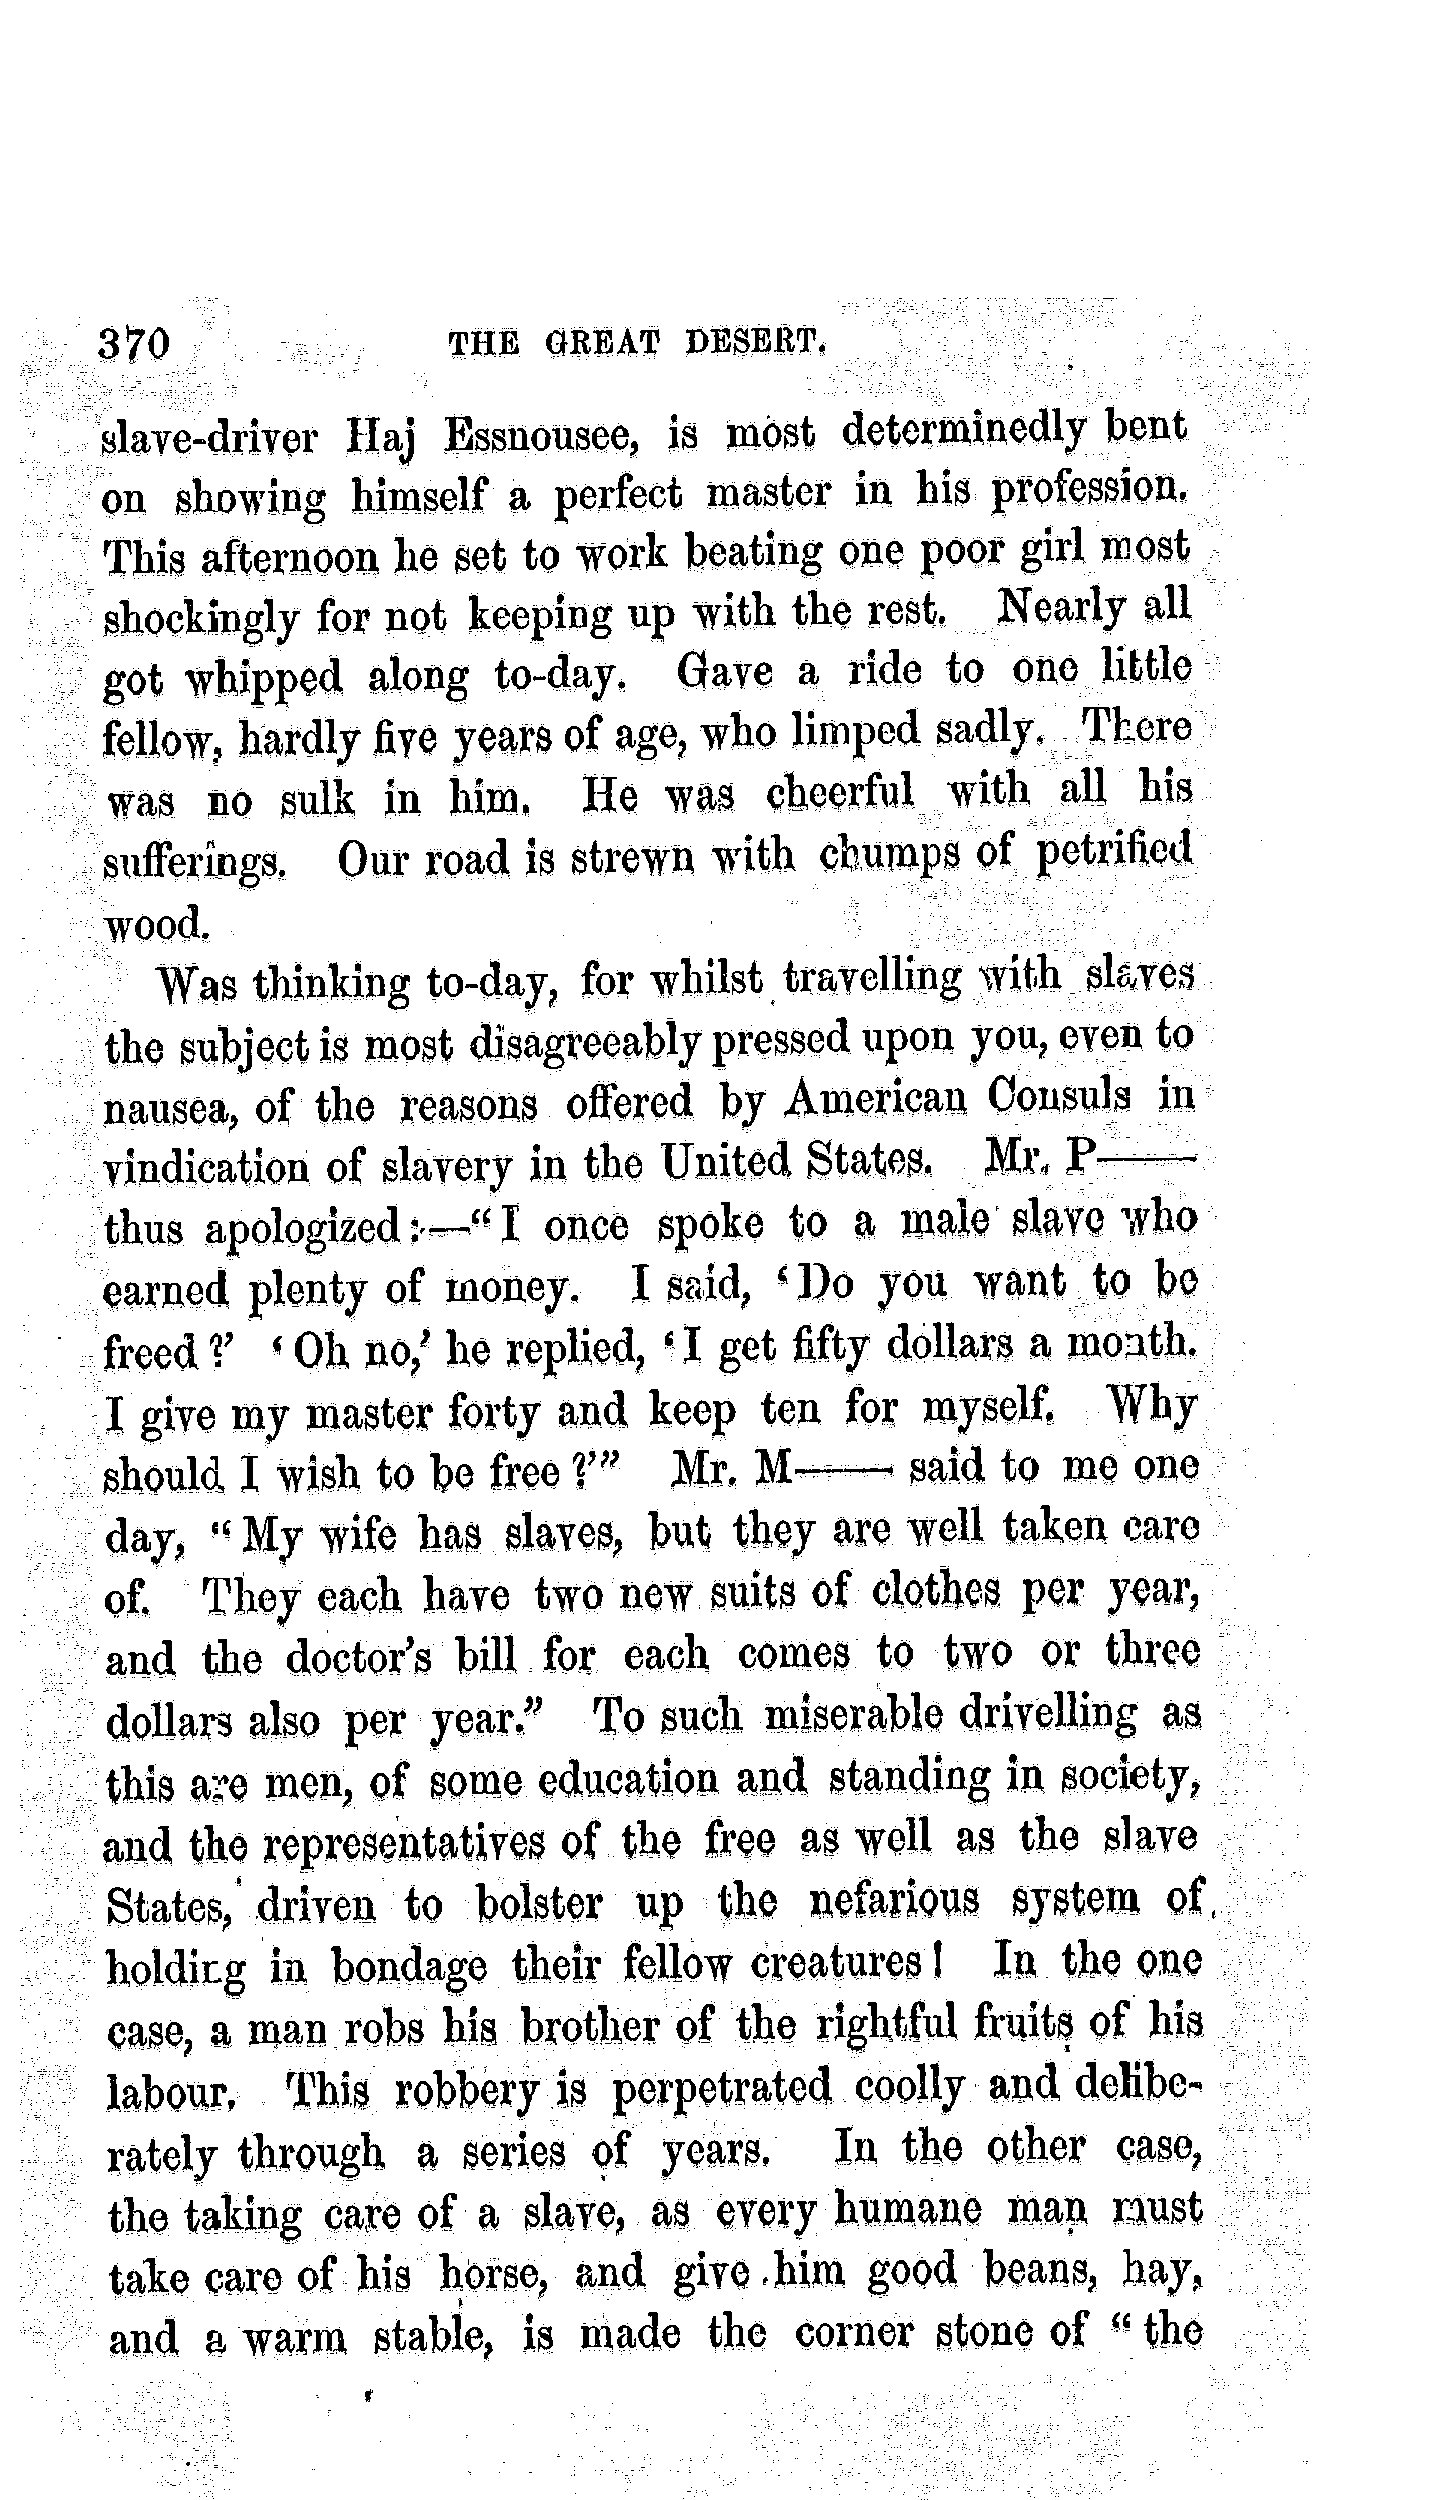 370 THE GREAT DESERT.
slave-driver Haj Essnousee, is most determinedly bent
on showing himself a perfect master in his profession.
This afternoon he set to work beating one poor girl most
shockingly for not keeping up with the rest. Nearly all
got whipped along to-day. Gave a ride to one little
fellow, hardly five years of age, who limped sadly. There
was no sulk in him. He was cheerful with all his
sufferings. Our road is strewn with chumps of petrified
wood.
Was thinking to-day, for whilst travelling with slaves
the subject is most disagreeably pressed upon you, even to
nausea, of the reasons offered by American Consuls in
vindication of slavery in the United States. Mr. P——
thus apologized:—“I once spoke to a male slave who
earned plenty of money. I said, ‘Do you want to be
freed?’ ‘Oh no,’ he replied, ‘I get fifty dollars a month.
I give my master forty and keep ten for myself. Why
should I wish to be free?’” Mr. M—— said to me one
day, “My wife has slaves, but they are well taken care
of. They each have two new suits of clothes per year,
and the doctor’s bill for each comes to two or three
dollars also per year.” To such miserable drivelling as
this are men, of some education and standing in society,
and the representatives of the free as well as the slave
States, driven to bolster up the nefarious system of
holding in bondage their fellow creatures! In the one
case, a man robs his brother of the rightful fruits of his
labour. This robbery is perpetrated coolly and delibe-
rately through a series of years. In the other case,
the taking care of a slave, as every humane man must
take care of his horse, and give him good beans, hay,
and a warm stable, is made the corner stone of “the